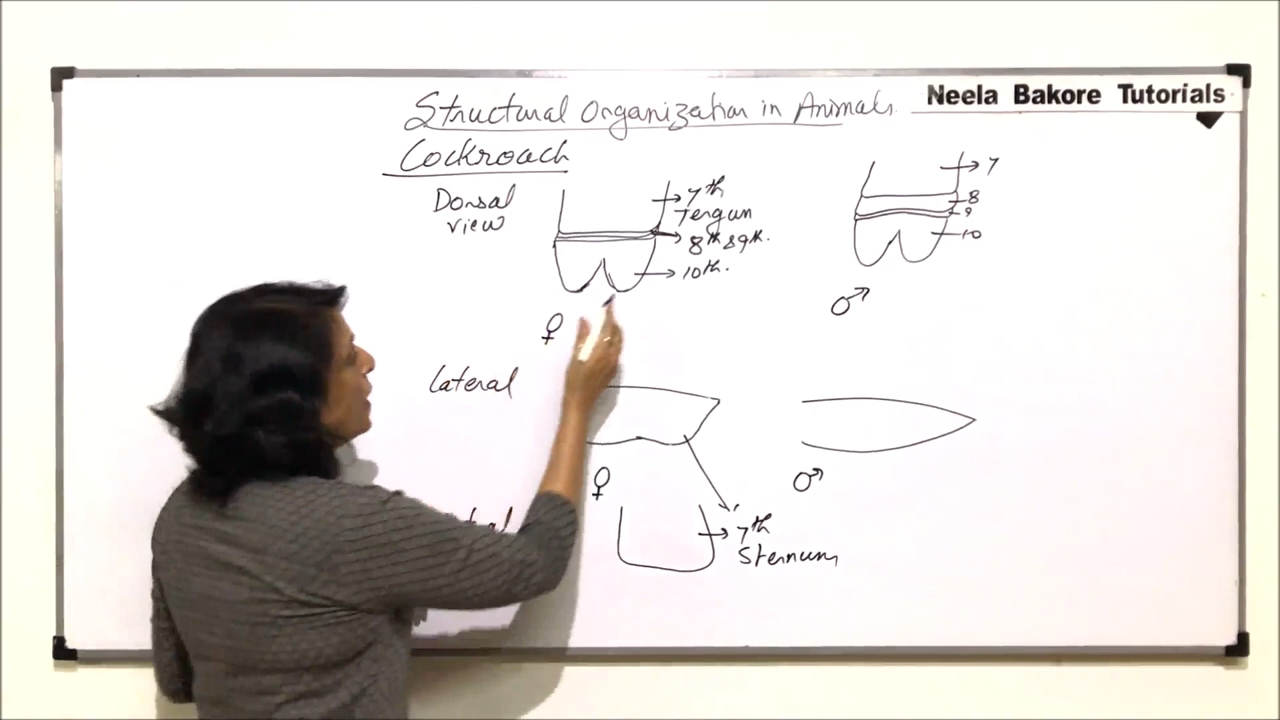 Neela Bakore Tutorials
Structural Organization in Animals
Cockroach
Dorsal
view
7th
Tergum
8th & 9th.
10th.
7
8
9
10
♀
♂
Lateral
♀
♂
7th
Sternum